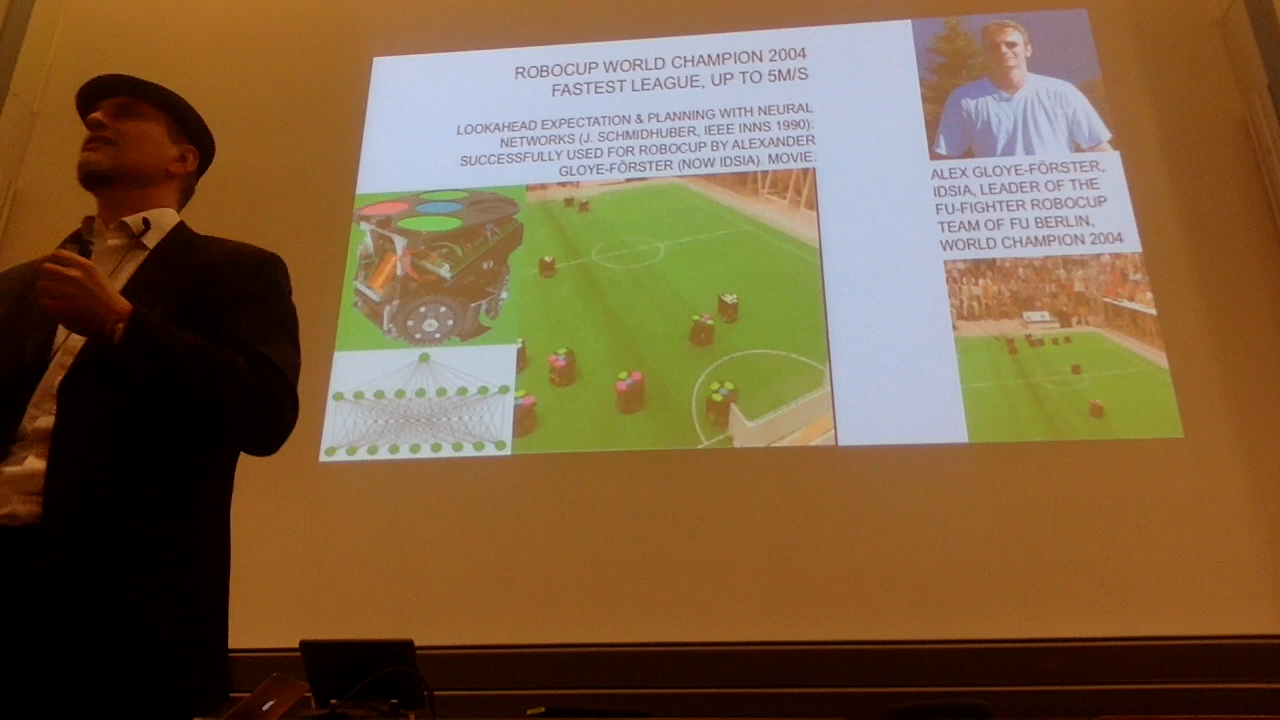 ROBOCUP WORLD CHAMPION 2004
FASTEST LEAGUE, UP TO 5M/S
LOOKAHEAD EXPECTATION & PLANNING WITH NEURAL
NETWORKS (J. SCHMIDHUBER, IEEE INNS 1990).
SUCCESSFULLY USED FOR ROBOCUP BY ALEXANDER
GLOYE-FÖRSTER (NOW IDSIA). MOVIE.
ALEX GLOYE-FÖRSTER,
IDSIA, LEADER OF THE
FU-FIGHTER ROBOCUP
TEAM OF FU BERLIN,
WORLD CHAMPION 2004